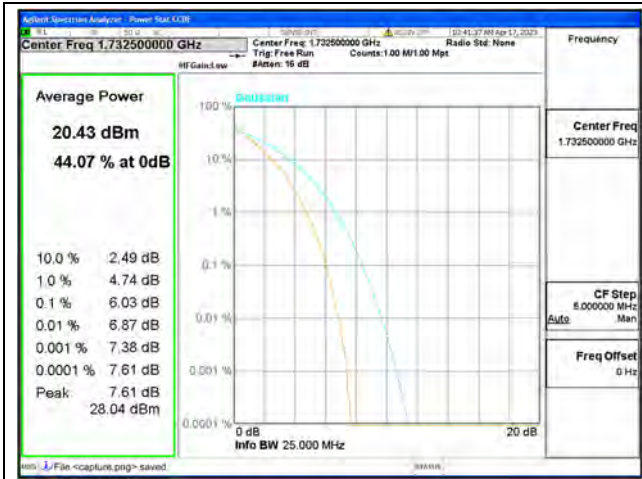 Agilent Spectrum Analyzer - Power Stat CCDF
Center Freq 1.732500000 GHz
Center Freq: 1.732500000 GHz
Trig: Free Run
Counts:1.00 M/1.00 Mpt
#IFGain:Low
#Atten: 16 dB
10:41:37 AM Apr 17, 2023
Radio Std: None
Frequency
Average Power
20.43 dBm
44.07 % at 0dB
10.0 % 2.49 dB
1.0 % 4.74 dB
0.1 % 6.03 dB
0.01 % 6.87 dB
0.001 % 7.38 dB
0.0001 % 7.61 dB
Peak 7.61 dB
28.04 dBm
100 %
Gaussian
10 %
1 %
0.1 %
0.01 %
0.001 %
0.0001 %
0 dB
20 dB
Info BW 25.000 MHz
Center Freq
1.732500000 GHz
CF Step
5.000000 MHz
Auto Man
Freq Offset
0 Hz
MSG File <capture.png> saved
STATUS